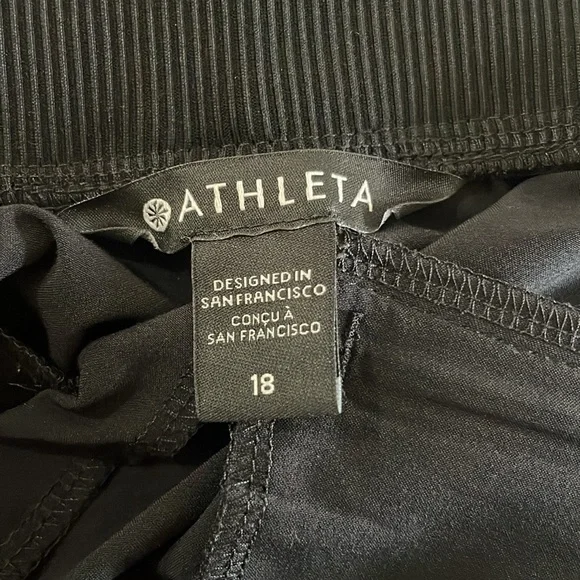 ATHLETA
DESIGNED IN
SAN FRANCISCO
CONÇU À
SAN FRANCISCO
18